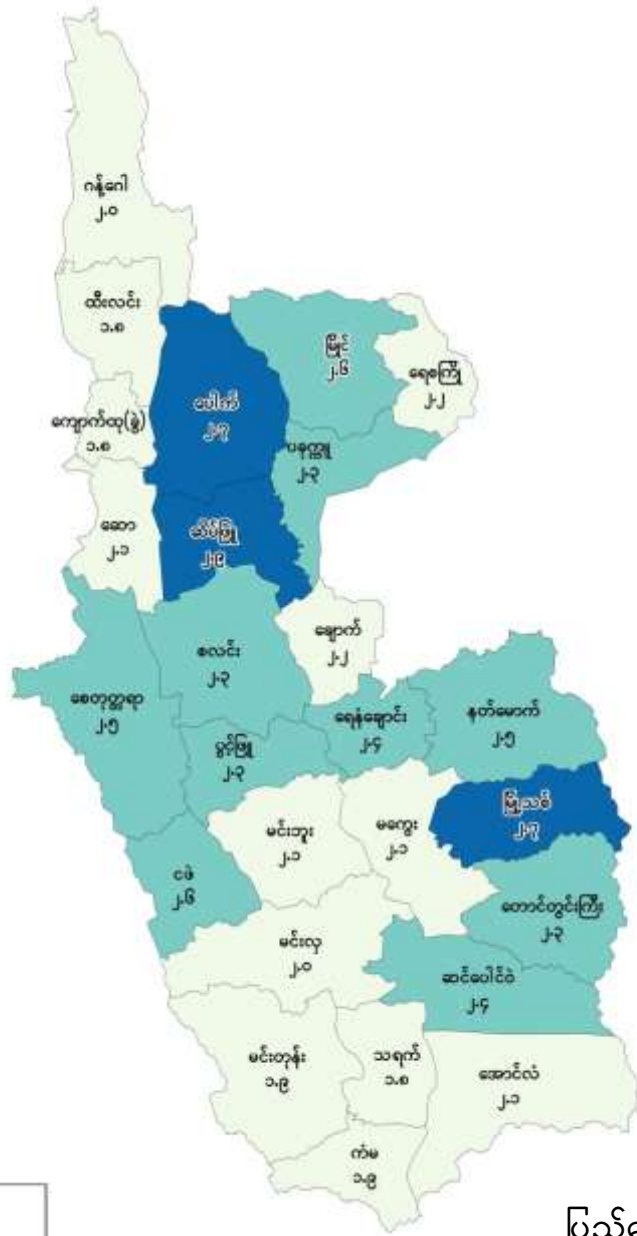 ဂန့်ဂေါ
၂.၀
ထီးလင်း
၁.၈
မြိုင်
၂.၆
ရေစကြို
၂.၂
ပေါက်
၂.၇
ကျောက်ထု(ခွဲ)
၁.၈
ပခုက္ကူ
၂.၃
ဆော
၂.၁
ဆိပ်ဖြူ
၂.၉
ချောက်
၂.၂
စလင်း
၂.၃
စေတုတ္တရာ
၂.၅
ရေနံချောင်း
၂.၄
နတ်မောက်
၂.၅
ပွင့်ဖြူ
၂.၃
မြို့သစ်
၂.၇
မင်းဘူး
၂.၁
မကွေး
၂.၁
ငဖဲ
၂.၆
တောင်တွင်းကြီး
၂.၃
မင်းလှ
၂.၀
ဆင်ပေါင်ဝဲ
၂.၄
မင်းတုန်း
၁.၉
သရက်
၁.၈
အောင်လံ
၂.၁
ကံမ
၁.၉